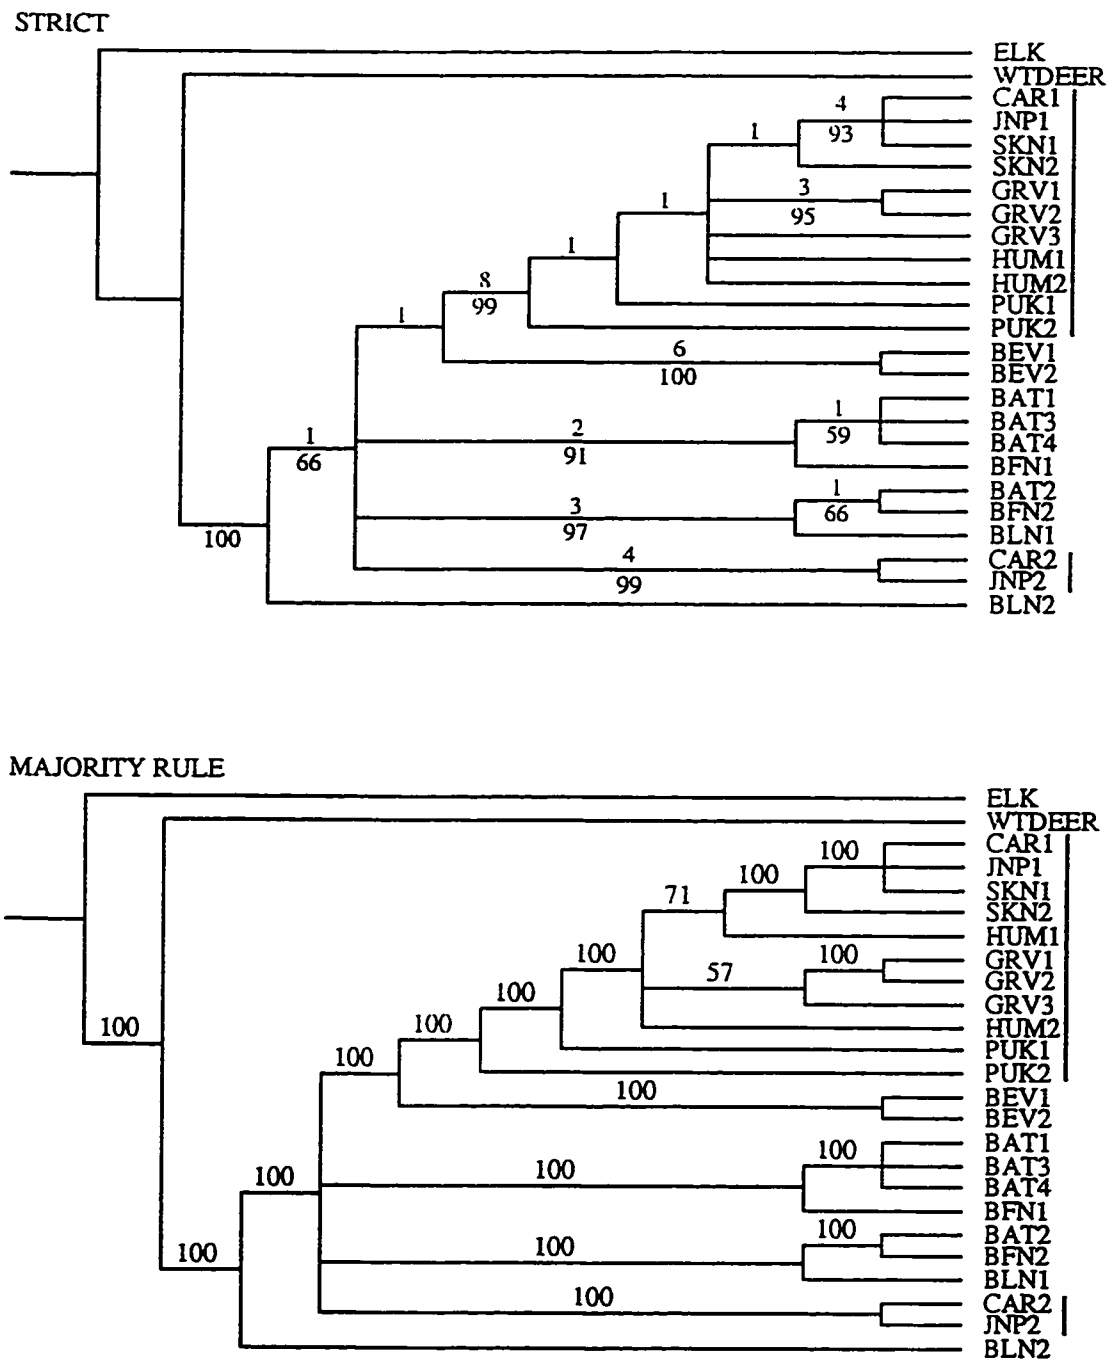 STRICT
ELK
WTDEER
CAR1
4
JNP1
1
93
SKN1
SKN2
3
GRV1
1
95
GRV2
GRV3
1
HUM1
8
HUM2
99
PUK1
1
PUK2
6
BEV1
100
BEV2
BAT1
1
BAT3
1
2
59
BAT4
66
91
BFN1
1
BAT2
3
66
BFN2
100
97
BLN1
4
CAR2
99
JNP2
BLN2
MAJORITY RULE
ELK
WTDEER
100
CAR1
JNP1
100
71
SKN1
SKN2
HUM1
100
100
GRV1
57
GRV2
100
GRV3
100
100
HUM2
100
PUK1
PUK2
100
BEV1
BEV2
100
BAT1
100
100
BAT3
BAT4
BFN1
100
BAT2
100
100
BFN2
BLN1
100
CAR2
JNP2
BLN2